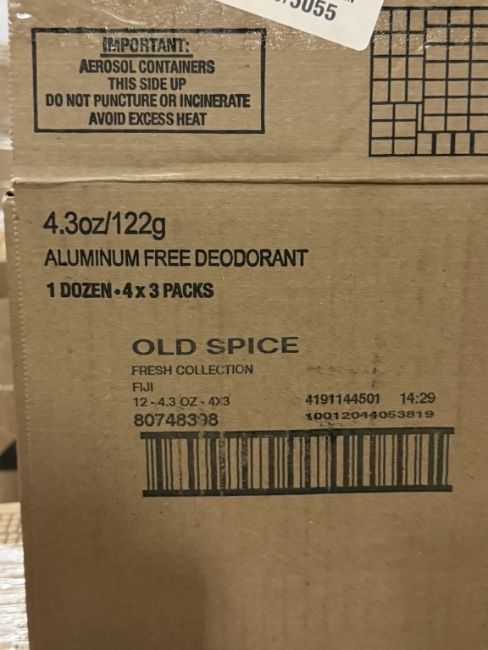 3055
IMPORTANT:
AEROSOL CONTAINERS
THIS SIDE UP
DO NOT PUNCTURE OR INCINERATE
AVOID EXCESS HEAT
4.3oz/122g
ALUMINUM FREE DEODORANT
1 DOZEN•4 x 3 PACKS
OLD SPICE
FRESH COLLECTION
FIJI
12 - 4.3 OZ - 4X3 4191144501 14:29
80748398 10012044053819